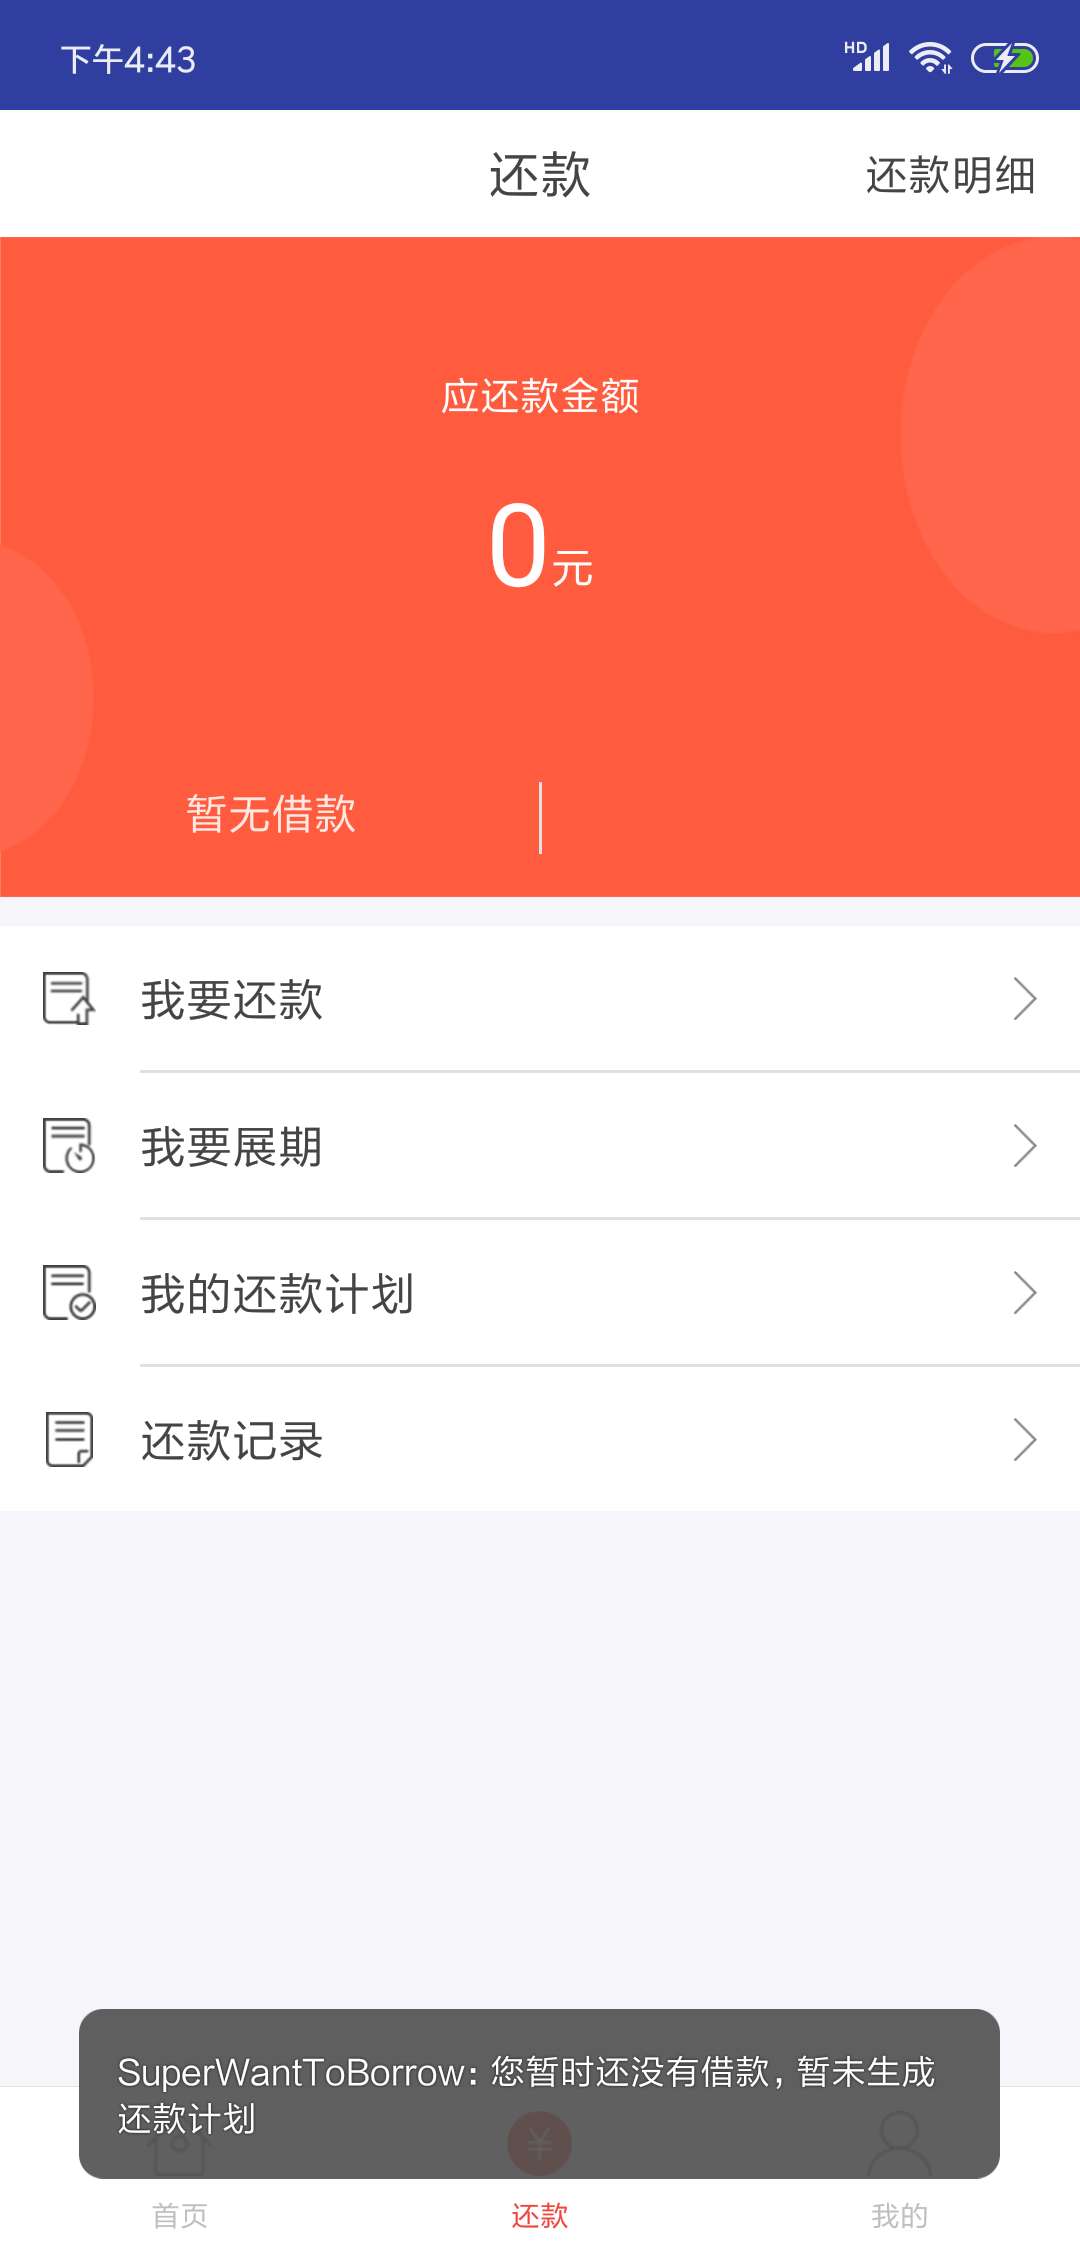 下午4:43
HD
还款
还款明细
应还款金额
0元
暂无借款
我要还款
我要展期
我的还款计划
还款记录
SuperWantToBorrow: 您暂时还没有借款, 暂未生成
还款计划
¥
首页
还款
我的